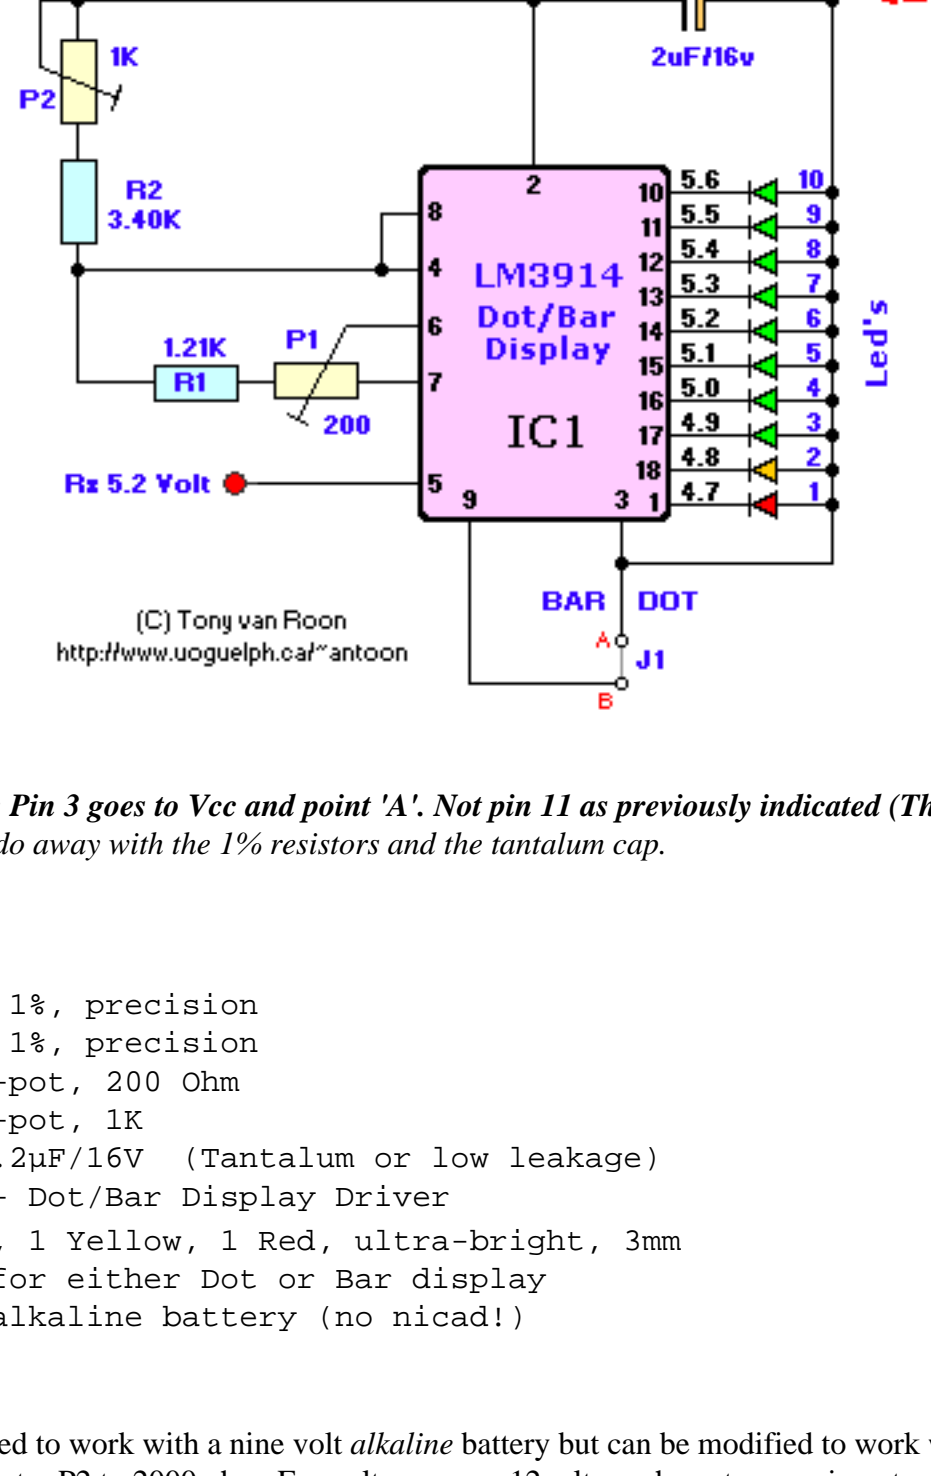 1K
2uF/16v
P2
R2
3.40K
2
8
4
6
7
5
9
3
LM3914
Dot/Bar
Display
IC1
10 5.6 10
11 5.5 9
12 5.4 8
13 5.3 7
14 5.2 6
15 5.1 5
16 5.0 4
17 4.9 3
18 4.8 2
1 4.7 1
Led's
1.21K
R1
P1
200
Rx 5.2 Volt
BAR DOT
A
J1
B
(C) Tony van Roon
http://www.uoguelph.ca/~antoon
Pin 3 goes to Vcc and point 'A'. Not pin 11 as previously indicated (Th
do away with the 1% resistors and the tantalum cap.
1%, precision
1%, precision
-pot, 200 Ohm
-pot, 1K
.2µF/16V (Tantalum or low leakage)
- Dot/Bar Display Driver
, 1 Yellow, 1 Red, ultra-bright, 3mm
for either Dot or Bar display
alkaline battery (no nicad!)
ed to work with a nine volt alkaline battery but can be modified to work